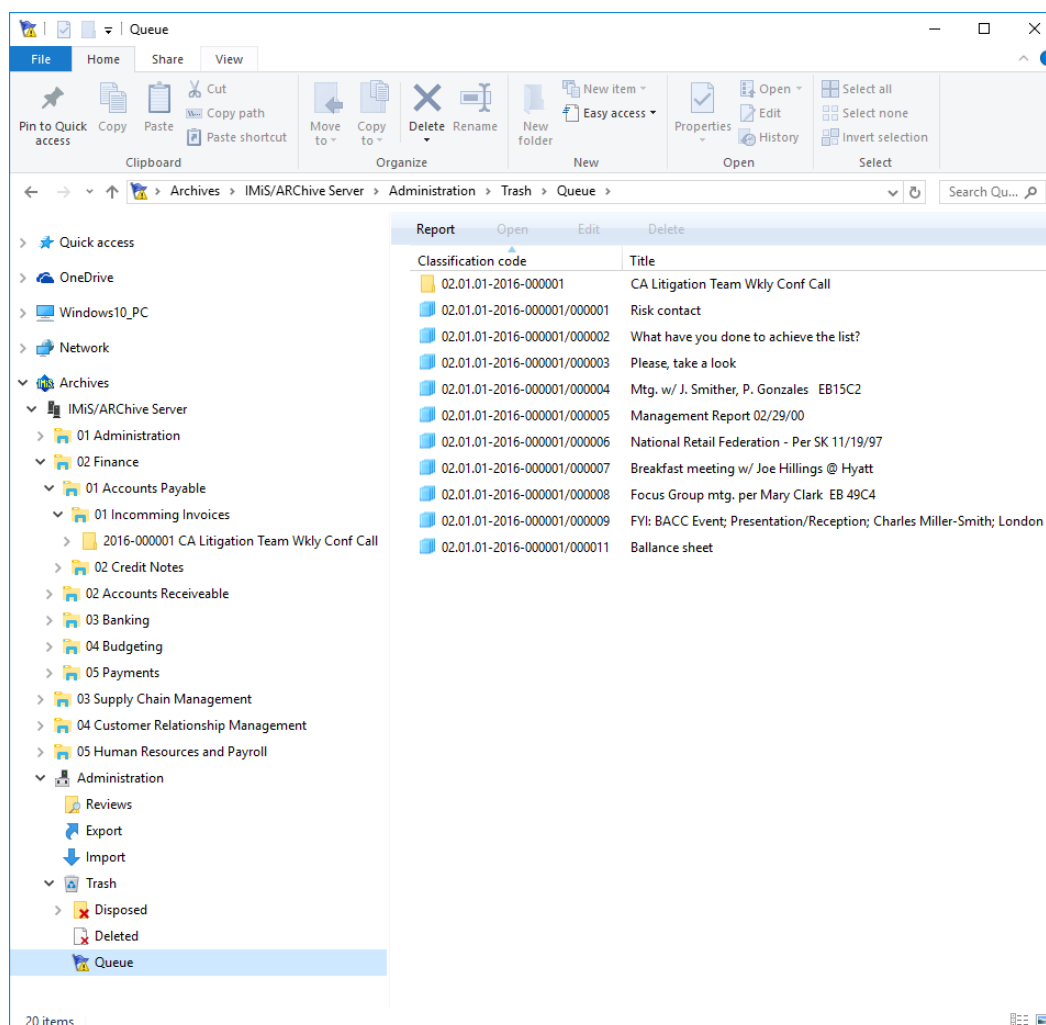 Queue
File Home Share View
Pin to Quick access
Copy
Paste
Cut
Copy path
Paste shortcut
Move to
Copy to
Delete
Rename
New folder
New item
Easy access
Properties
Open
Edit
History
Select all
Select none
Invert selection
Clipboard Organize New Open Select
Archives > IMiS/ARChive Server > Administration > Trash > Queue >
Search Qu...
Quick access
OneDrive
Windows10_PC
Network
Archives
IMiS/ARChive Server
01 Administration
02 Finance
01 Accounts Payable
01 Incomming Invoices
2016-000001 CA Litigation Team Wkly Conf Call
02 Credit Notes
02 Accounts Receiveable
03 Banking
04 Budgeting
05 Payments
03 Supply Chain Management
04 Customer Relationship Management
05 Human Resources and Payroll
Administration
Reviews
Export
Import
Trash
Disposed
Deleted
Queue
Report Open Edit Delete
Classification code Title
02.01.01-2016-000001 CA Litigation Team Wkly Conf Call
02.01.01-2016-000001/000001 Risk contact
02.01.01-2016-000001/000002 What have you done to achieve the list?
02.01.01-2016-000001/000003 Please, take a look
02.01.01-2016-000001/000004 Mtg. w/ J. Smither, P. Gonzales EB15C2
02.01.01-2016-000001/000005 Management Report 02/29/00
02.01.01-2016-000001/000006 National Retail Federation - Per SK 11/19/97
02.01.01-2016-000001/000007 Breakfast meeting w/ Joe Hillings @ Hyatt
02.01.01-2016-000001/000008 Focus Group mtg. per Mary Clark EB 49C4
02.01.01-2016-000001/000009 FYI: BACC Event; Presentation/Reception; Charles Miller-Smith; London
02.01.01-2016-000001/000011 Ballance sheet
20 items